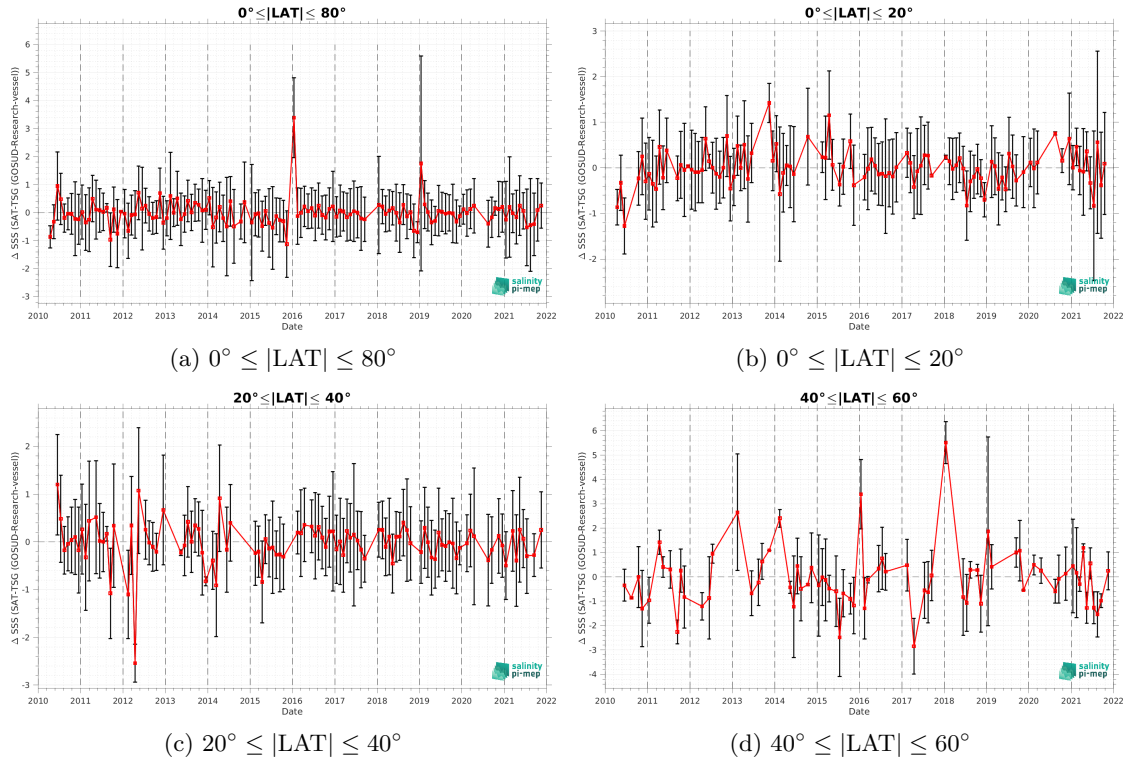 0°≤|LAT|≤ 80°
Δ SSS (SAT-TSG (GOSUD-Research-vessel))
6
5
4
3
2
1
0
-1
-2
-3
2010 2011 2012 2013 2014 2015 2016 2017 2018 2019 2020 2021 2022
Date
salinity
pi-mep
(a) 0° ≤ |LAT| ≤ 80°
0°≤|LAT|≤ 20°
Δ SSS (SAT-TSG (GOSUD-Research-vessel))
3
2
1
0
-1
-2
2010 2011 2012 2013 2014 2015 2016 2017 2018 2019 2020 2021 2022
Date
salinity
pi-mep
(b) 0° ≤ |LAT| ≤ 20°
20°≤|LAT|≤ 40°
Δ SSS (SAT-TSG (GOSUD-Research-vessel))
2
1
0
-1
-2
-3
2010 2011 2012 2013 2014 2015 2016 2017 2018 2019 2020 2021 2022
Date
salinity
pi-mep
(c) 20° ≤ |LAT| ≤ 40°
40°≤|LAT|≤ 60°
Δ SSS (SAT-TSG (GOSUD-Research-vessel))
6
5
4
3
2
1
0
-1
-2
-3
-4
2010 2011 2012 2013 2014 2015 2016 2017 2018 2019 2020 2021 2022
Date
salinity
pi-mep
(d) 40° ≤ |LAT| ≤ 60°